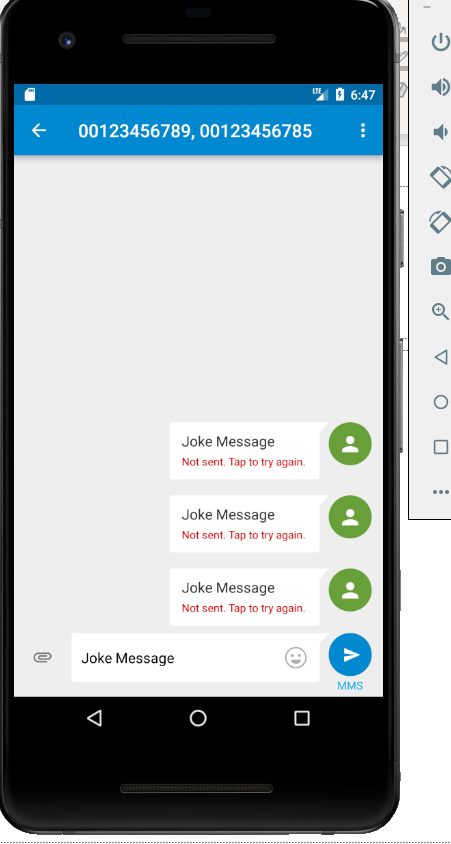 LTE 6:47
00123456789, 00123456785
Joke Message
Not sent. Tap to try again.
Joke Message
Not sent. Tap to try again.
Joke Message
Not sent. Tap to try again.
Joke Message
MMS